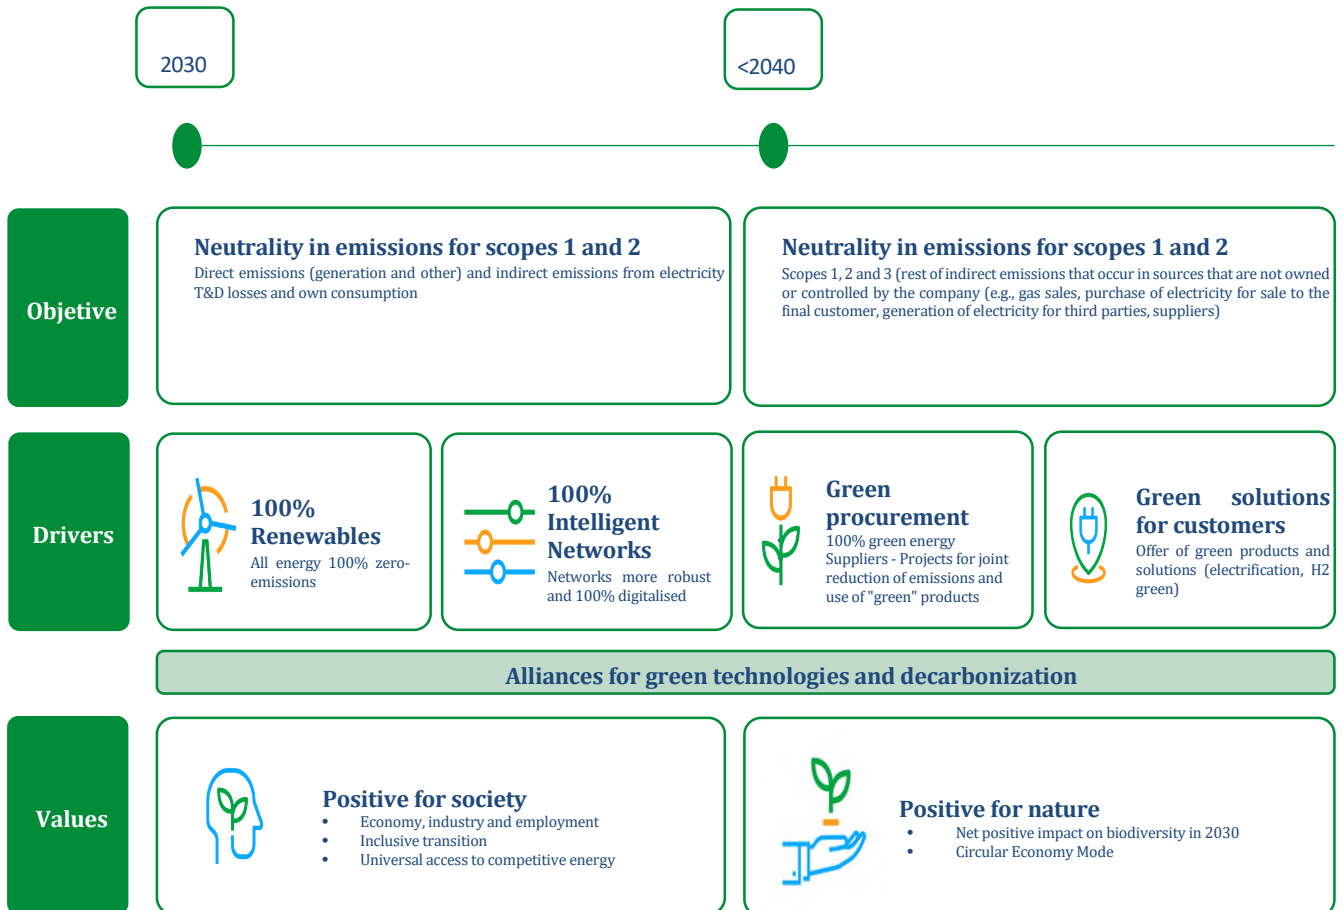 2030
<2040
Objetive
Neutrality in emissions for scopes 1 and 2
Direct emissions (generation and other) and indirect emissions from electricity
T&D losses and own consumption
Neutrality in emissions for scopes 1 and 2
Scopes 1, 2 and 3 (rest of indirect emissions that occur in sources that are not owned
or controlled by the company (e.g., gas sales, purchase of electricity for sale to the
final customer, generation of electricity for third parties, suppliers)
Drivers
100%
Renewables
All energy 100% zero-
emissions
100%
Intelligent
Networks
Networks more robust
and 100% digitalised
Green
procurement
100% green energy
Suppliers - Projects for joint
reduction of emissions and
use of "green" products
Green solutions
for customers
Offer of green products and
solutions (electrification, H2
green)
Alliances for green technologies and decarbonization
Values
Positive for society
• Economy, industry and employment
• Inclusive transition
• Universal access to competitive energy
Positive for nature
• Net positive impact on biodiversity in 2030
• Circular Economy Mode